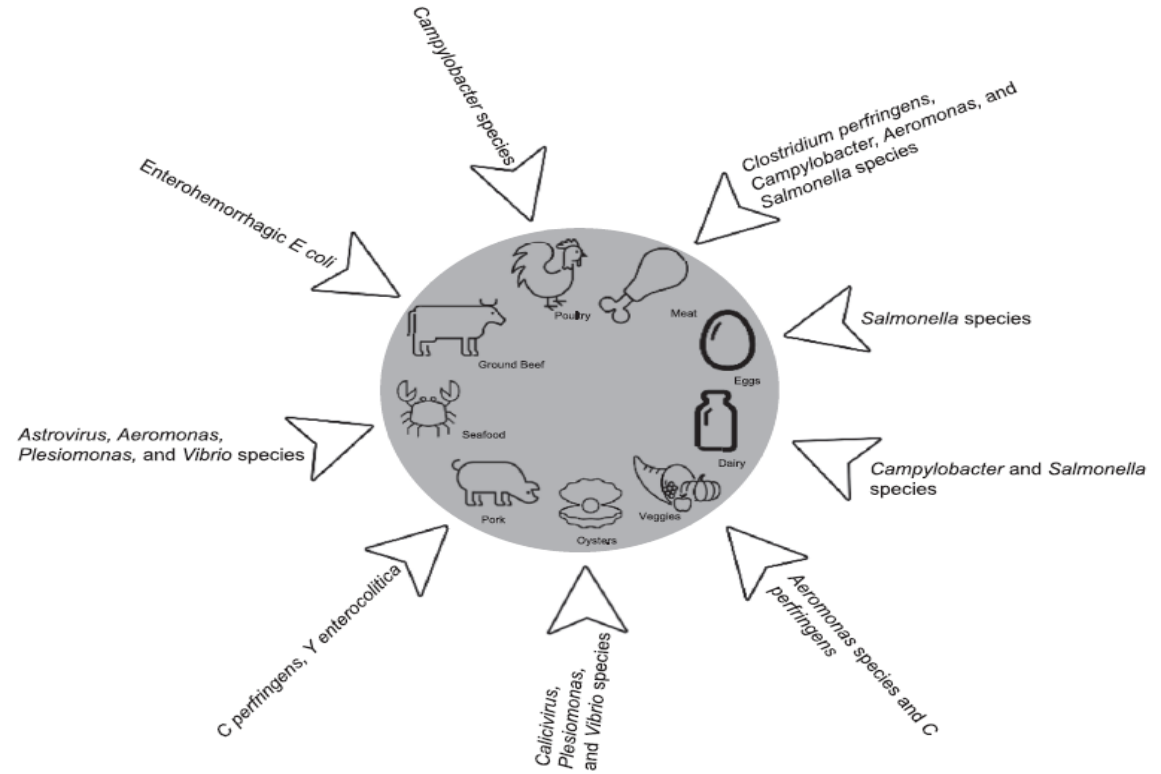 Campylobacter species
Clostridium perfringens,
Campylobacter, Aeromonas, and
Salmonella species
Enterohemorrhagic E coli
Poultry
Meat
Salmonella species
Ground Beef
Eggs
Astrovirus, Aeromonas,
Plesiomonas, and Vibrio species
Seafood
Dairy
Campylobacter and Salmonella
species
Pork
Veggies
Oysters
C perfringens, Y enterocolitica
Calicivirus,
Plesiomonas,
and Vibrio species
Aeromonas species and C
perfringens